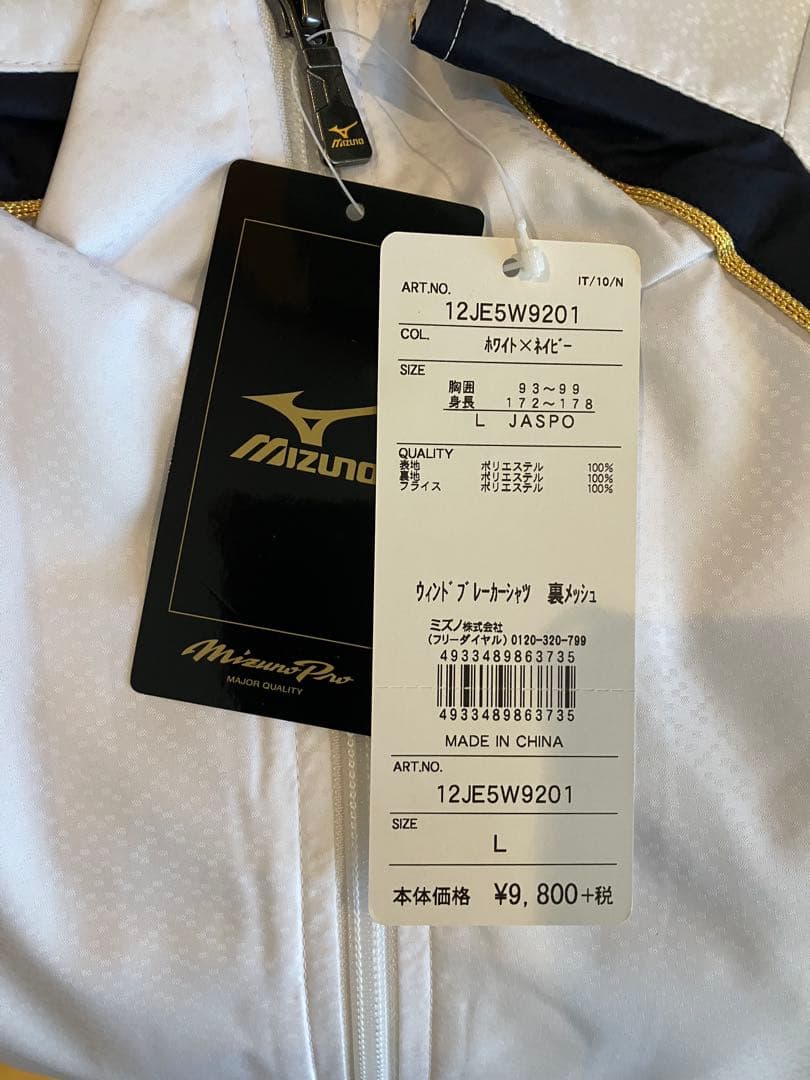 MIZUNO
MIZUNO
Mizuno Pro
MAJOR QUALITY
IT/10/N
ART.NO.
12JE5W9201
COL.
ﾎﾜｲﾄ×ﾈｲﾋﾞｰ
SIZE
胸囲 93～99
身長 172～178
L JASPO
QUALITY
表地 ポリエステル 100%
裏地 ポリエステル 100%
フライス ポリエステル 100%
ｳｨﾝﾄﾞﾌﾞﾚｰｶｰｼｬﾂ 裏ﾒｯｼｭ
ミズノ株式会社
(フリーダイヤル) 0120-320-799
4933489863735
4933489863735
MADE IN CHINA
ART.NO.
12JE5W9201
SIZE
L
本体価格 ¥9,800+税